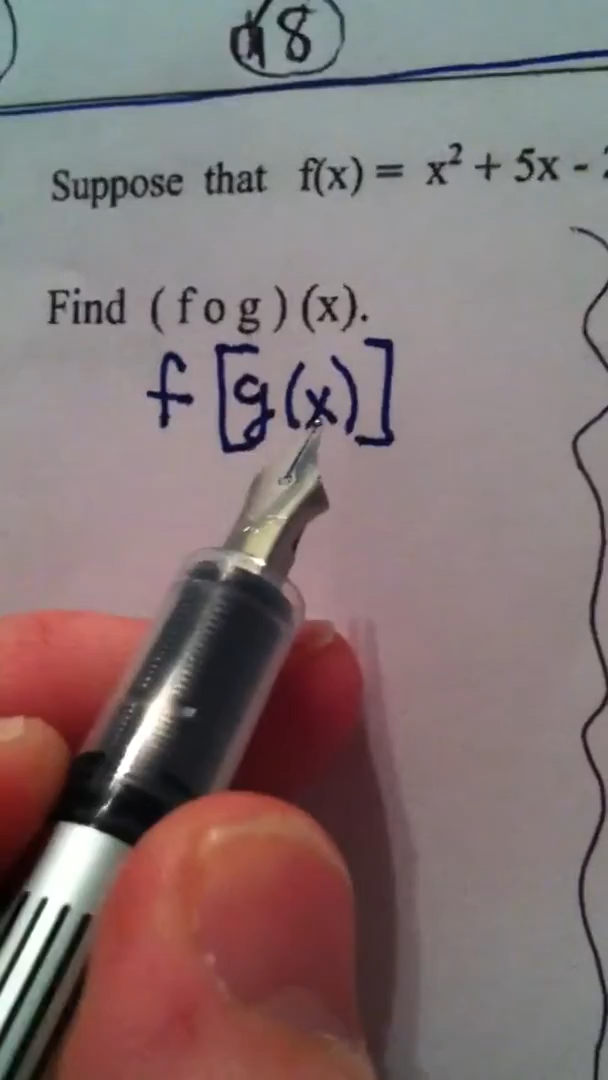 18
Suppose that f(x) = x² + 5x -
Find (f o g) (x).
f [g(x)]